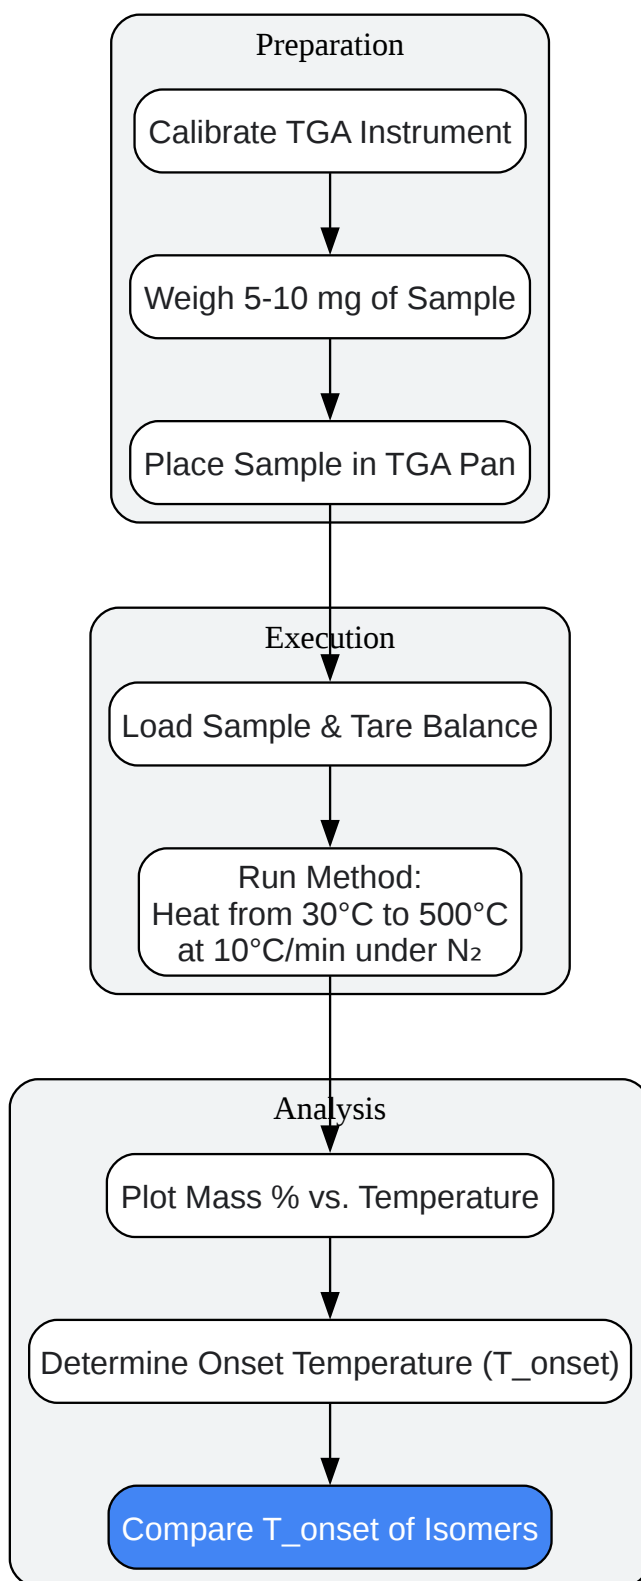 Preparation
Calibrate TGA Instrument
Weigh 5-10 mg of Sample
Place Sample in TGA Pan
Execution
Load Sample & Tare Balance
Run Method:
Heat from 30°C to 500°C
at 10°C/min under N₂
Analysis
Plot Mass % vs. Temperature
Determine Onset Temperature (T_onset)
Compare T_onset of Isomers